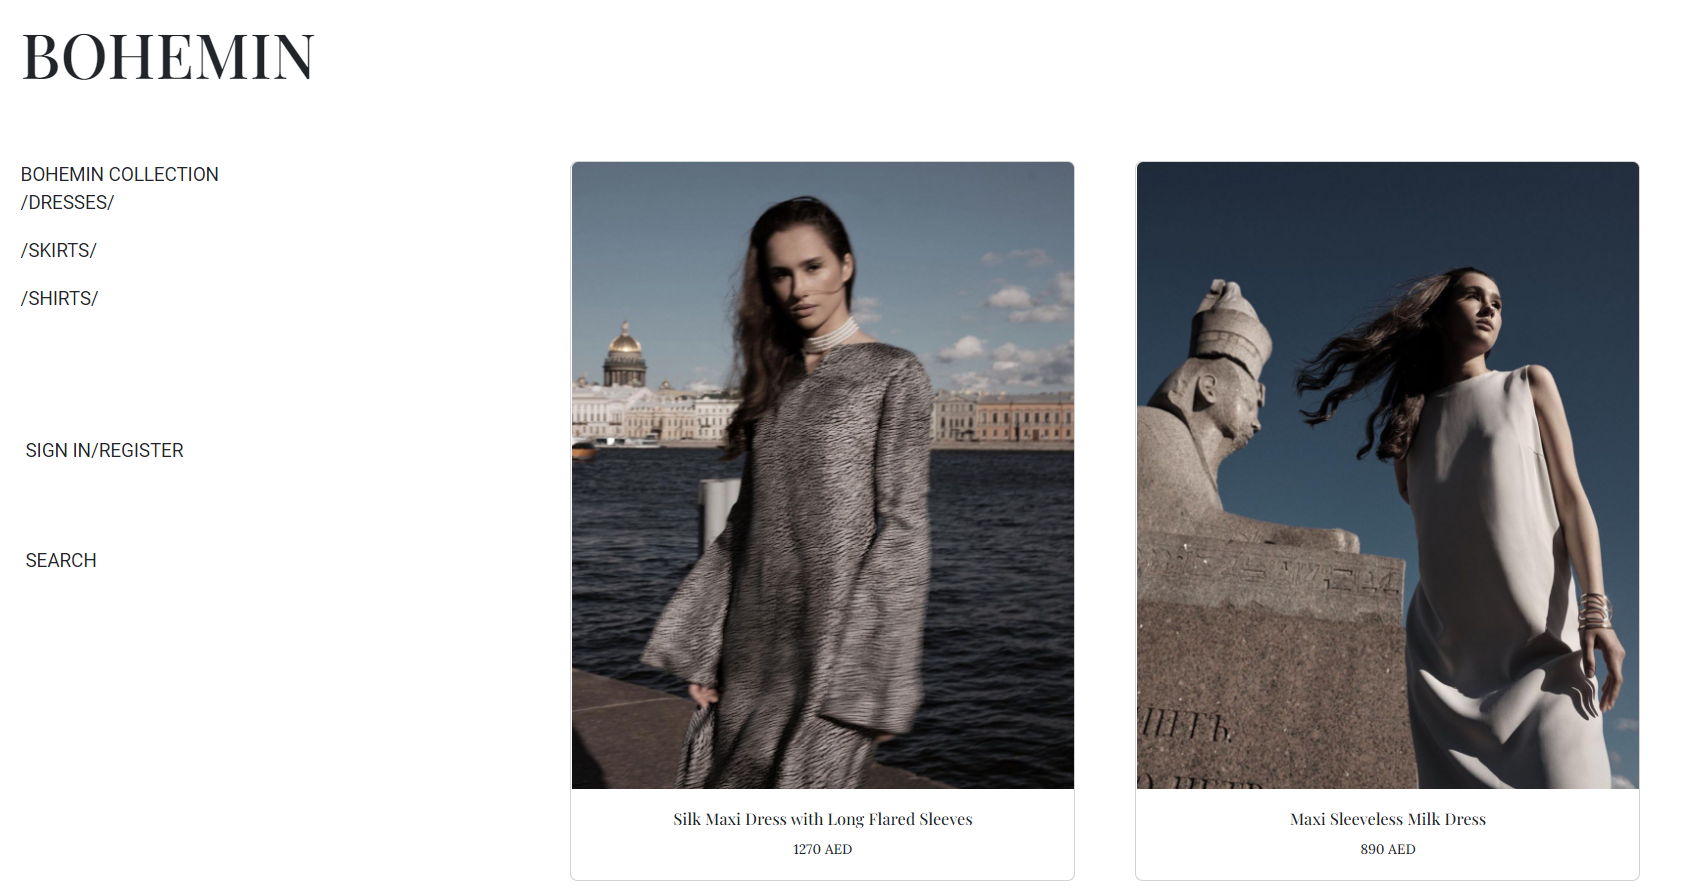 BOHEMIN
BOHEMIN COLLECTION
/DRESSES/
/SKIRTS/
/SHIRTS/
SIGN IN/REGISTER
SEARCH
Silk Maxi Dress with Long Flared Sleeves
1270 AED
Maxi Sleeveless Milk Dress
890 AED